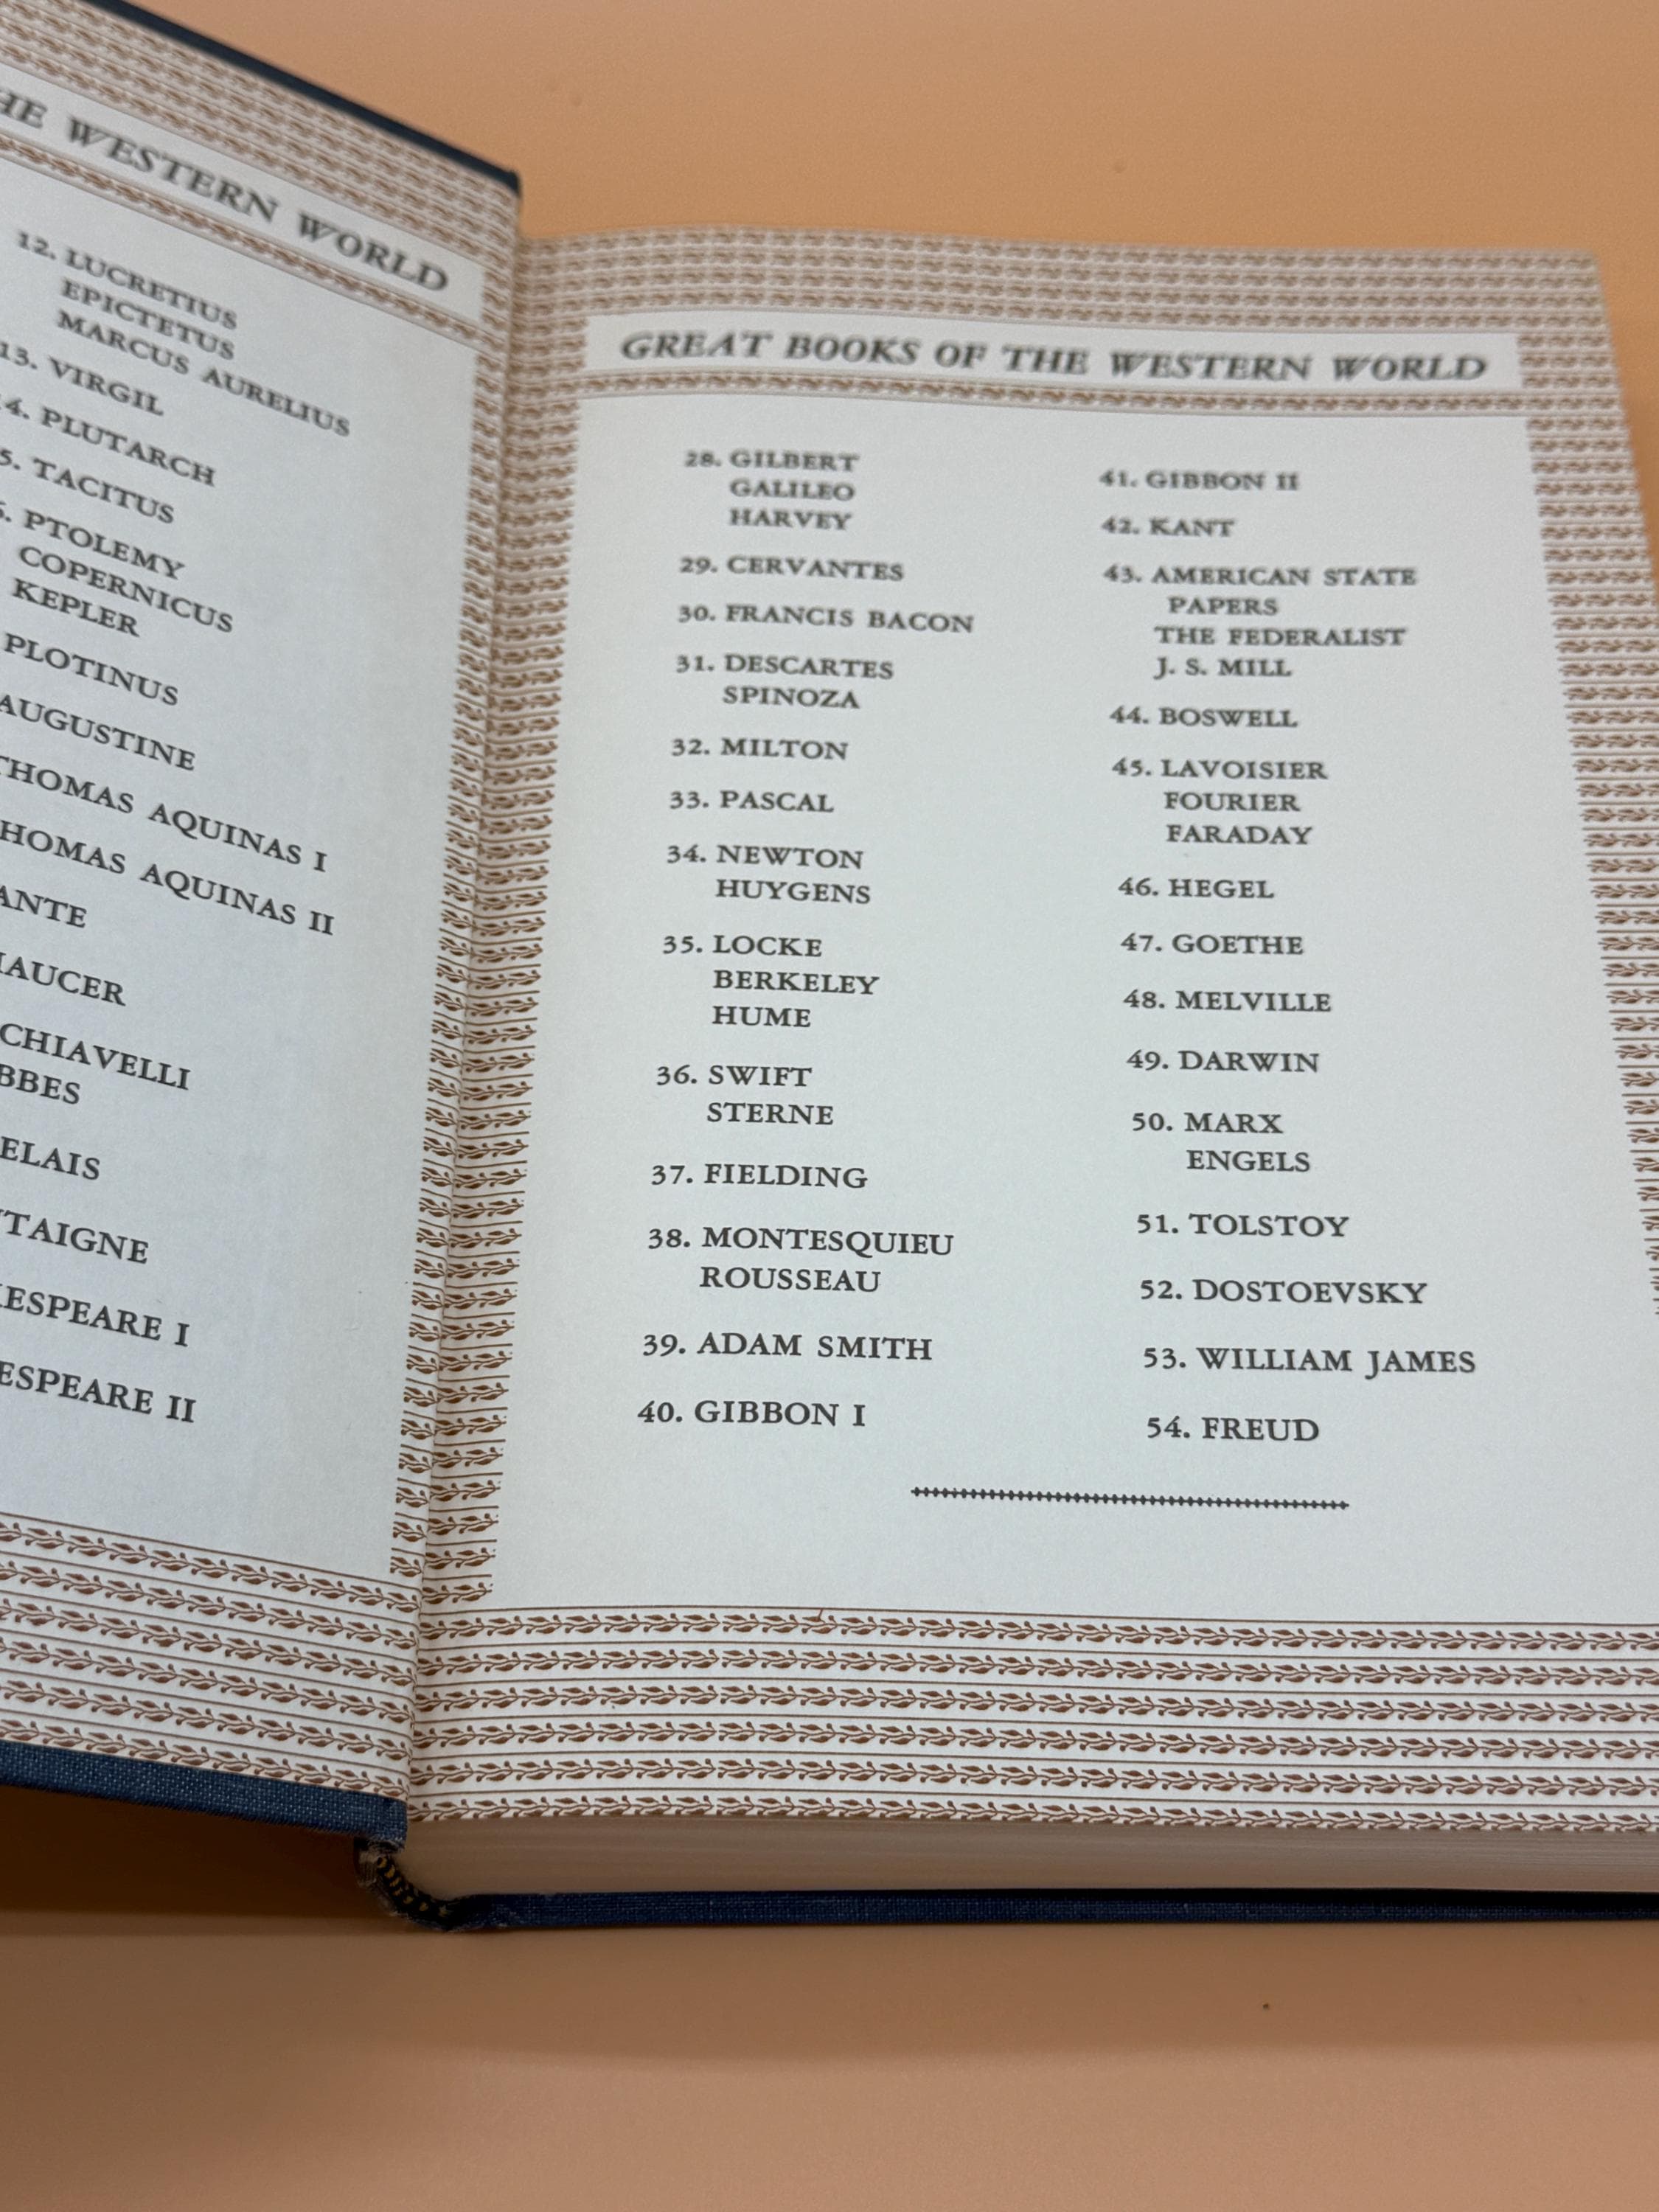 HE WESTERN WORLD
12. LUCRETIUS
EPICTETUS
MARCUS AURELIUS
13. VIRGIL
4. PLUTARCH
5. TACITUS
. PTOLEMY
COPERNICUS
KEPLER
PLOTINUS
AUGUSTINE
THOMAS AQUINAS I
HOMAS AQUINAS II
ANTE
HAUCER
CHIAVELLI
BBES
ELAIS
TAIGNE
ESPEARE I
ESPEARE II
GREAT BOOKS OF THE WESTERN WORLD
28. GILBERT
GALILEO
HARVEY
29. CERVANTES
30. FRANCIS BACON
31. DESCARTES
SPINOZA
32. MILTON
33. PASCAL
34. NEWTON
HUYGENS
35. LOCKE
BERKELEY
HUME
36. SWIFT
STERNE
37. FIELDING
38. MONTESQUIEU
ROUSSEAU
39. ADAM SMITH
40. GIBBON I
41. GIBBON II
42. KANT
43. AMERICAN STATE
PAPERS
THE FEDERALIST
J. S. MILL
44. BOSWELL
45. LAVOISIER
FOURIER
FARADAY
46. HEGEL
47. GOETHE
48. MELVILLE
49. DARWIN
50. MARX
ENGELS
51. TOLSTOY
52. DOSTOEVSKY
53. WILLIAM JAMES
54. FREUD